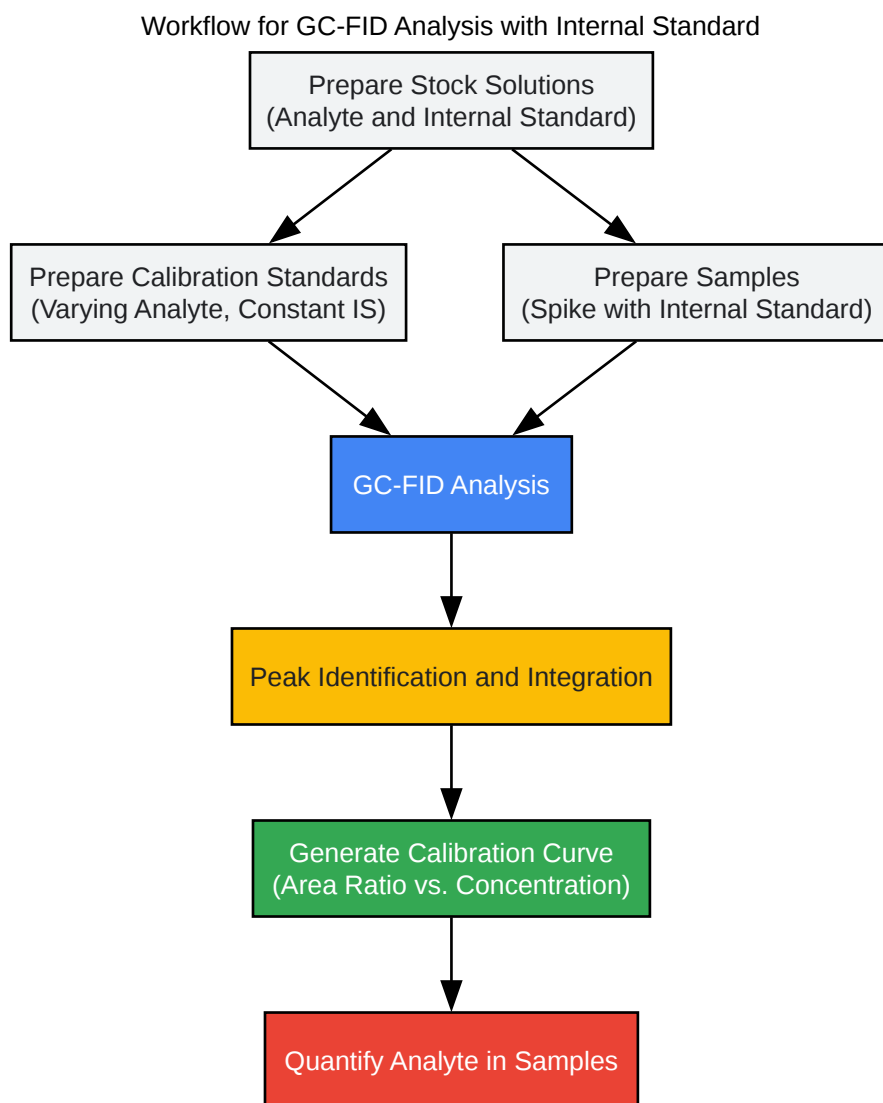 Workflow for GC-FID Analysis with Internal Standard
Prepare Stock Solutions
(Analyte and Internal Standard)
Prepare Calibration Standards
(Varying Analyte, Constant IS)
Prepare Samples
(Spike with Internal Standard)
GC-FID Analysis
Peak Identification and Integration
Generate Calibration Curve
(Area Ratio vs. Concentration)
Quantify Analyte in Samples